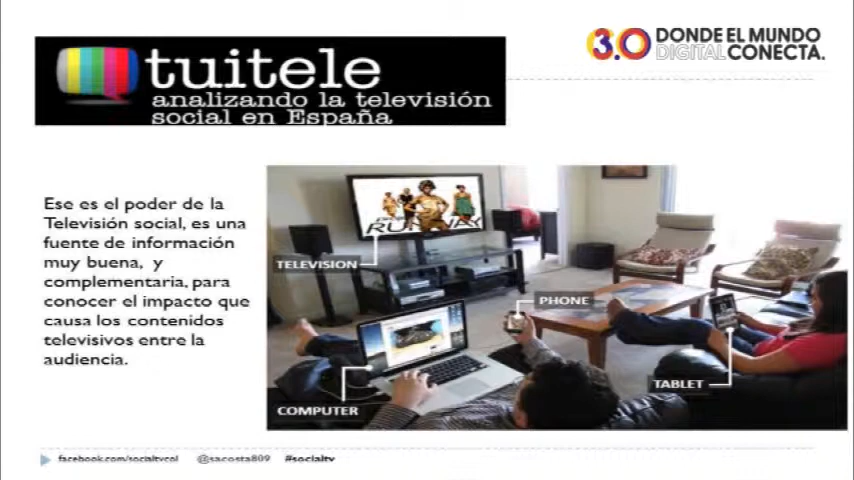 tuitele
analizando la televisión
social en España
3.0 DONDE EL MUNDO
DIGITAL CONECTA.
Ese es el poder de la
Televisión social, es una
fuente de información
muy buena, y
complementaria, para
conocer el impacto que
causa los contenidos
televisivos entre la
audiencia.
RUNWAY
TELEVISION
PHONE
TABLET
COMPUTER
facebook.com/socialtvcol @sacosta809 #socialtv